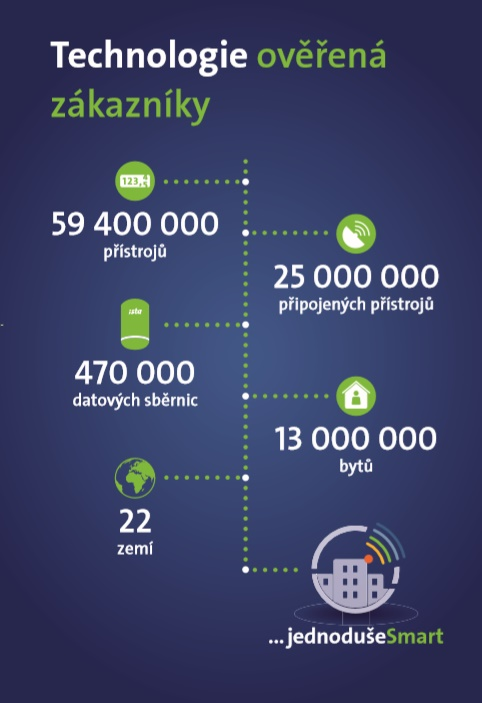 Technologie ověřená
zákazníky
123
59 400 000
přístrojů
25 000 000
připojených přístrojů
ista
470 000
datových sběrnic
13 000 000
bytů
22
zemí
...jednodušeSmart